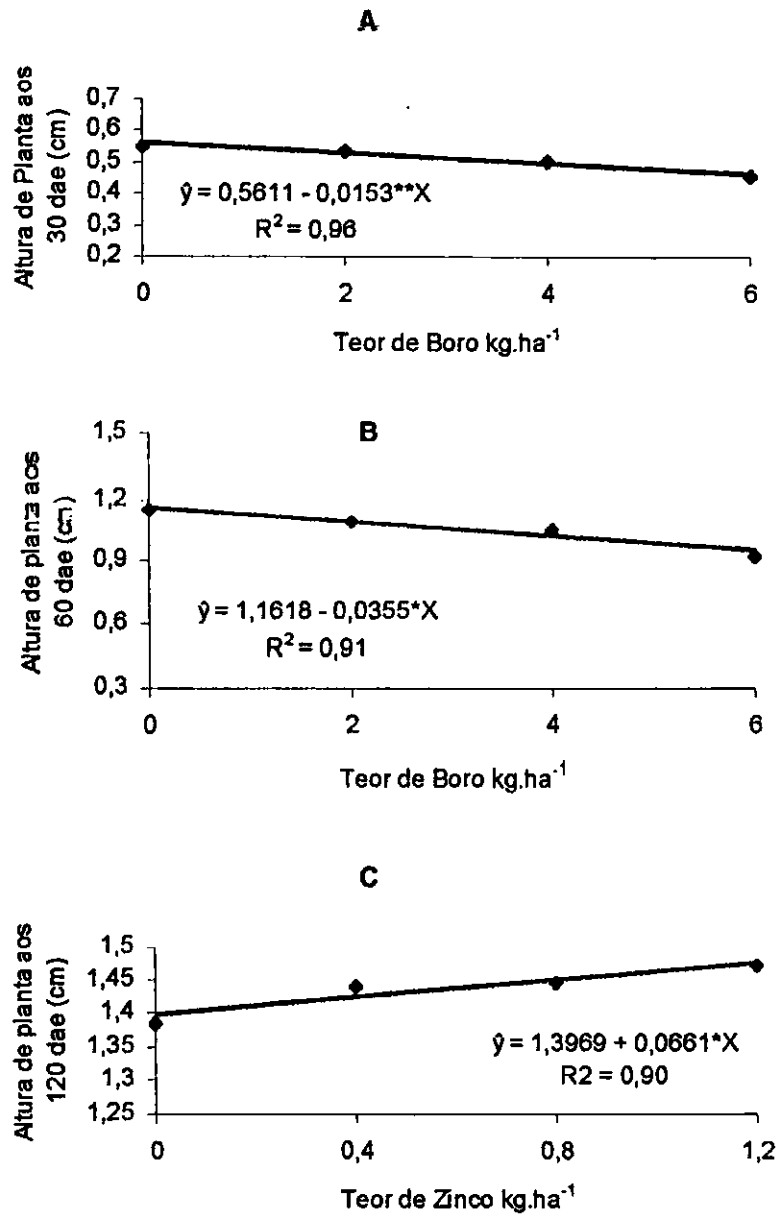 A
Altura de Planta aos
30 dae (cm)
0,7
0,6
0,5
0,4
0,3
0,2
ŷ = 0,5611 - 0,0153**X
R² = 0,96
0 2 4 6
Teor de Boro kg.ha⁻¹
B
Altura de planta aos
60 dae (cm)
1,5
1,2
0,9
0,6
0,3
ŷ = 1,1618 - 0,0355*X
R² = 0,91
0 2 4 6
Teor de Boro kg.ha⁻¹
C
Altura de planta aos
120 dae (cm)
1,5
1,45
1,4
1,35
1,3
1,25
ŷ = 1,3969 + 0,0661*X
R2 = 0,90
0 0,4 0,8 1,2
Teor de Zinco kg.ha⁻¹